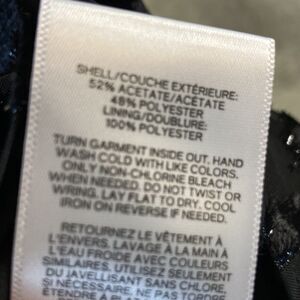 SHELL/COUCHE EXTÉRIEURE:
52% ACETATE/ACÉTATE
48% POLYESTER
LINING/DOUBLURE:
100% POLYESTER
TURN GARMENT INSIDE OUT. HAND
WASH COLD WITH LIKE COLORS.
ONLY NON-CHLORINE BLEACH
WHEN NEEDED. DO NOT TWIST OR
WRING. LAY FLAT TO DRY. COOL
IRON ON REVERSE IF NEEDED.
RETOURNEZ LE VÊTEMENT À
L'ENVERS. LAVAGE À LA MAIN À
L'EAU FROIDE AVEC COULEURS
SIMILAIRES. UTILISEZ SEULEMENT
DU JAVELLISANT SANS CHLORE,
SI NÉCESSAIRE. NE PAS TORDRE.
ÉTENDRE À